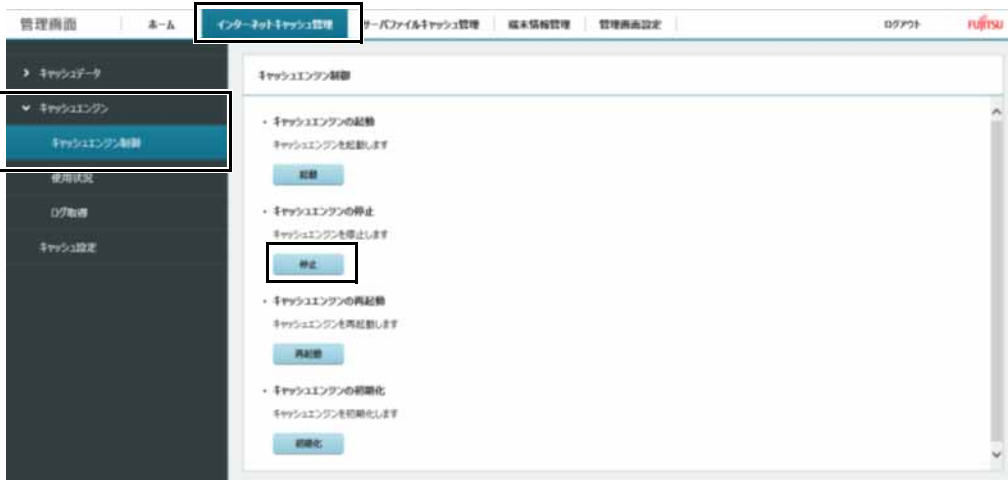 管理画面 ホーム インターネットキャッシュ管理 サーバファイルキャッシュ管理 端末情報管理 管理画面設定 ログアウト FUJITSU
キャッシュデータ
キャッシュエンジン
キャッシュエンジン制御
使用状況
ログ取得
キャッシュ設定
キャッシュエンジン制御
・ キャッシュエンジンの起動
キャッシュエンジンを起動します
起動
・ キャッシュエンジンの停止
キャッシュエンジンを停止します
停止
・ キャッシュエンジンの再起動
キャッシュエンジンを再起動します
再起動
・ キャッシュエンジンの初期化
キャッシュエンジンを初期化します
初期化